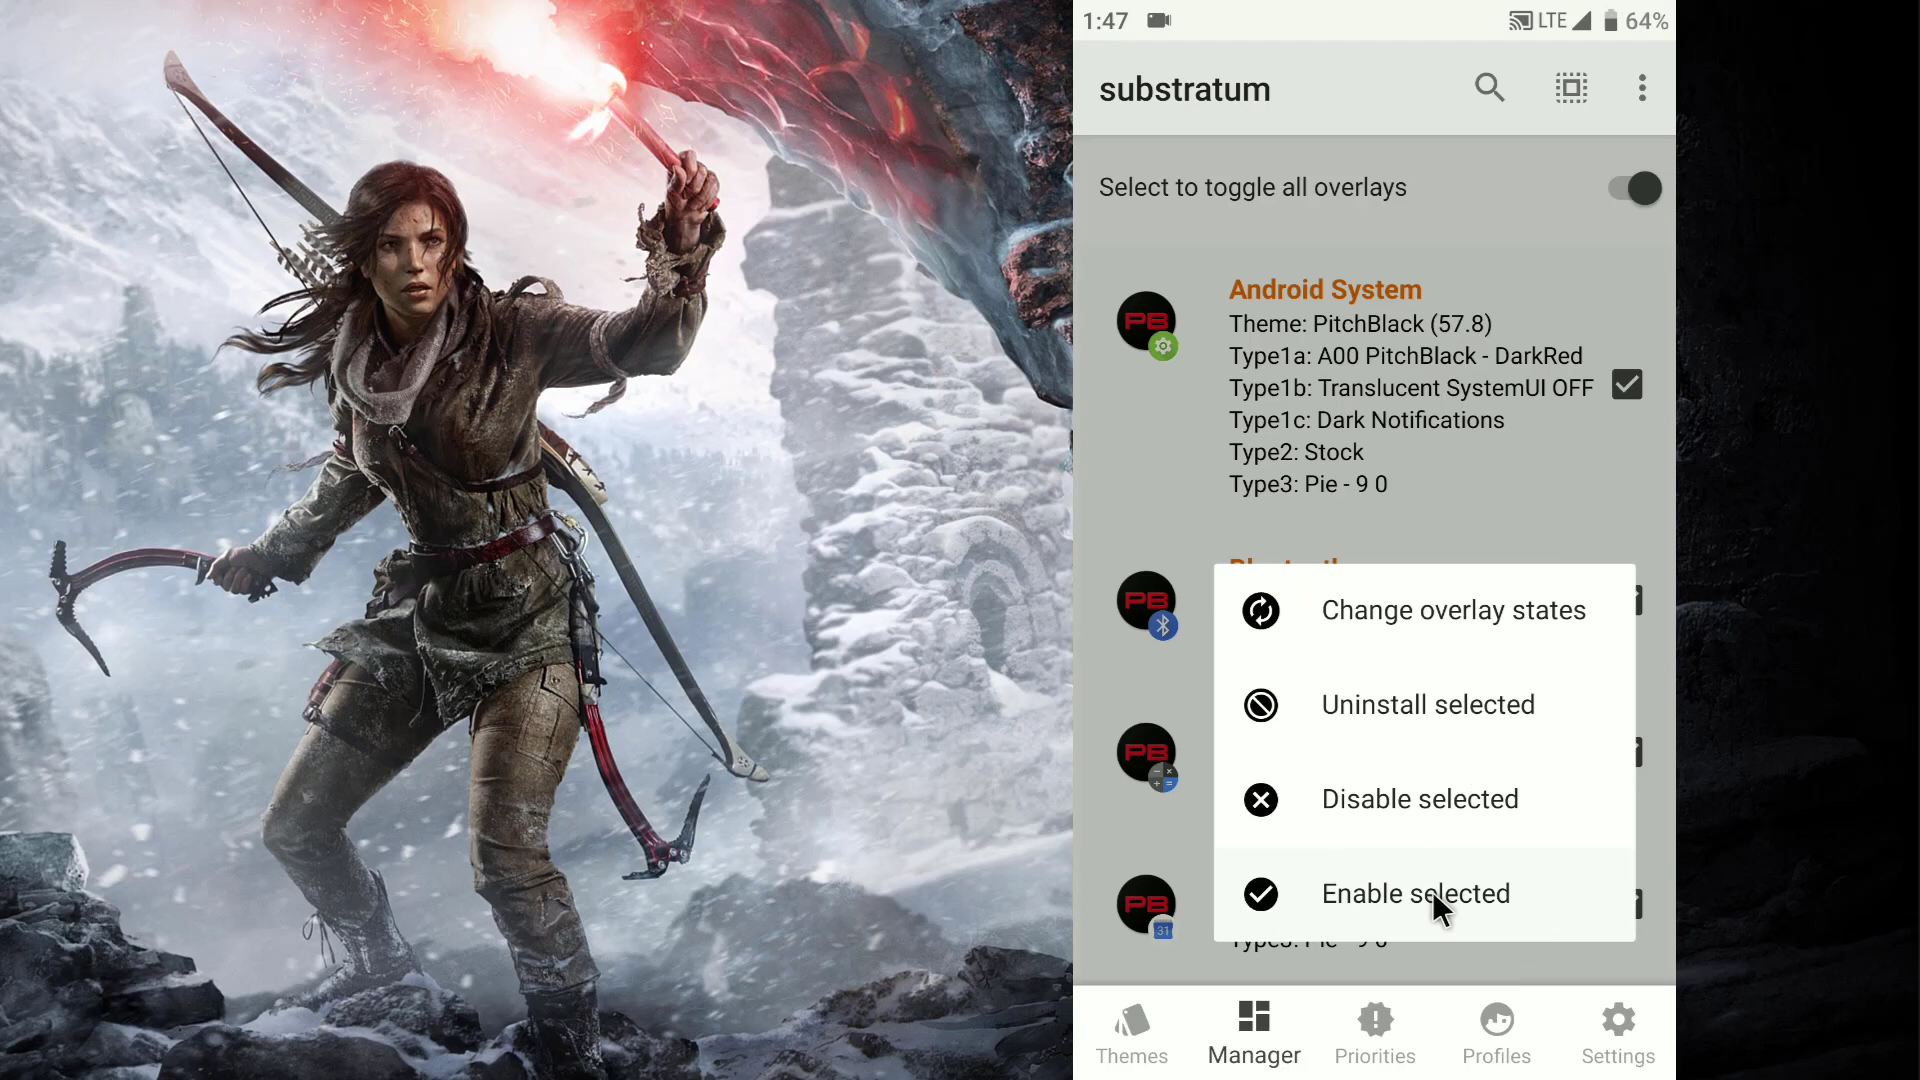 1:47
LTE 64%
substratum
Select to toggle all overlays
Android System
Theme: PitchBlack (57.8)
Type1a: A00 PitchBlack - DarkRed
Type1b: Translucent SystemUI OFF
Type1c: Dark Notifications
Type2: Stock
Type3: Pie - 9 0
PB
PB
PB
PB
31
Change overlay states
Uninstall selected
Disable selected
Enable selected
Themes
Manager
Priorities
Profiles
Settings